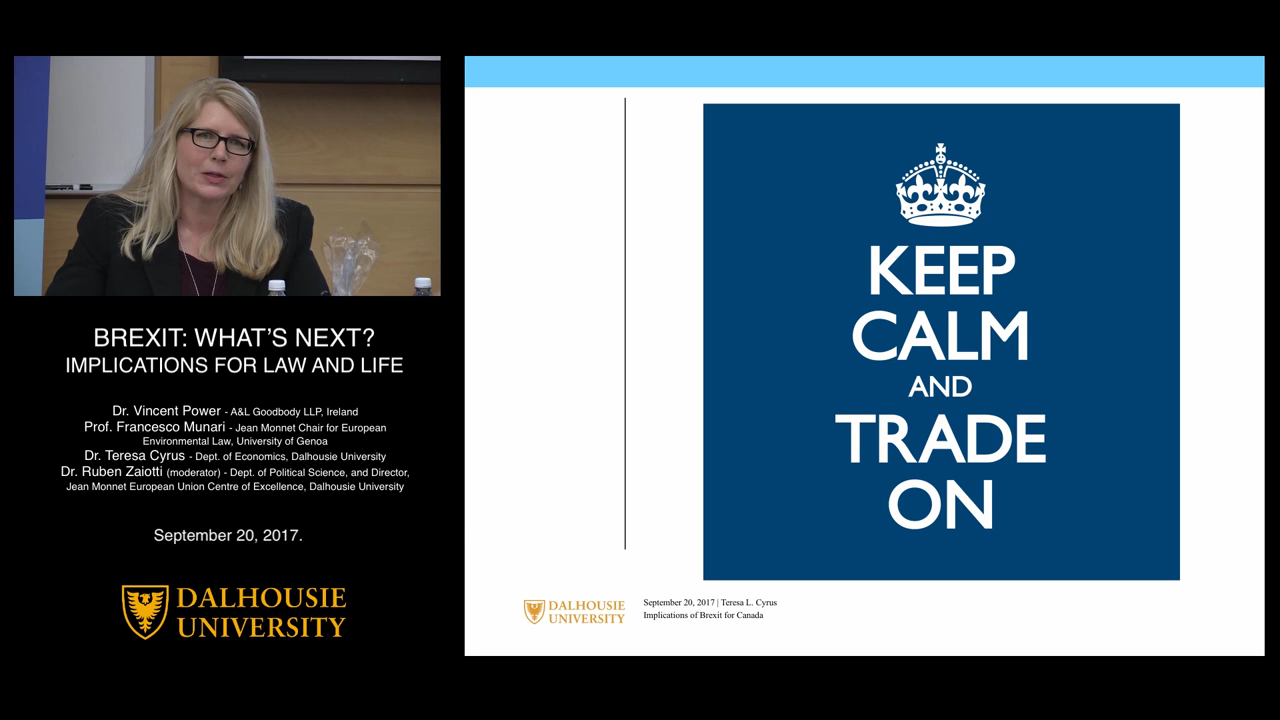 BREXIT: WHAT'S NEXT?
IMPLICATIONS FOR LAW AND LIFE
Dr. Vincent Power - A&L Goodbody LLP, Ireland
Prof. Francesco Munari - Jean Monnet Chair for European
Environmental Law, University of Genoa
Dr. Teresa Cyrus - Dept. of Economics, Dalhousie University
Dr. Ruben Zaiotti (moderator) - Dept. of Political Science, and Director,
Jean Monnet European Union Centre of Excellence, Dalhousie University
September 20, 2017.
DALHOUSIE
UNIVERSITY
KEEP
CALM
AND
TRADE
ON
DALHOUSIE
UNIVERSITY
September 20, 2017 | Teresa L. Cyrus
Implications of Brexit for Canada